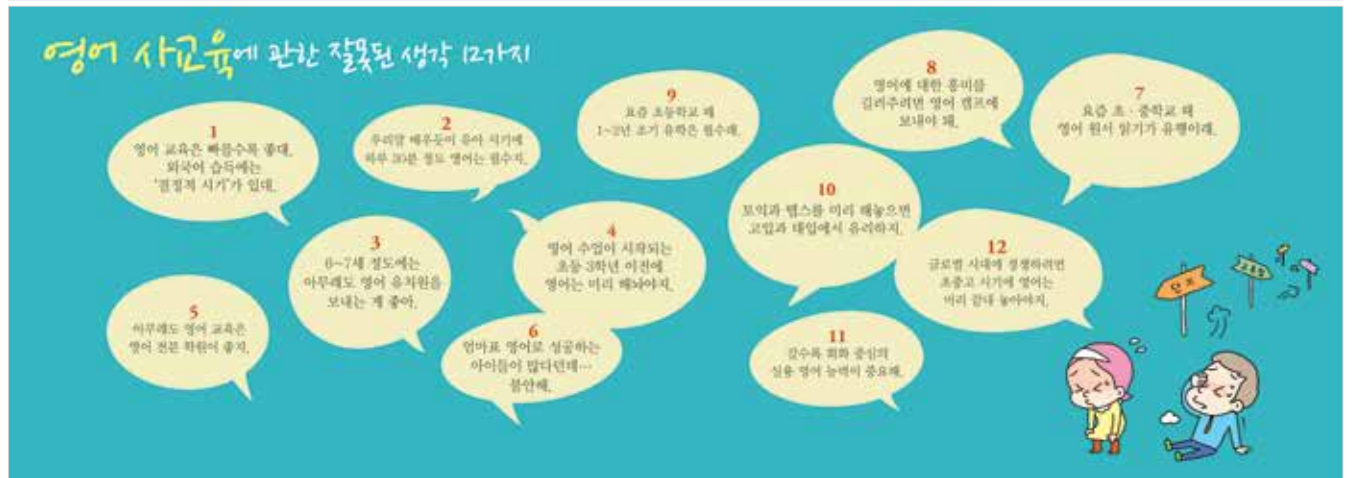 영어 사교육에 관한 잘못된 생각 12가지
1
영어 교육은 빠를수록 좋대.
외국어 습득에는
'결정적 시기'가 있대.
2
우리말 배우듯이 유아 시기에
하루 30분 정도 영어는 필수지.
3
6~7세 정도에는
아무래도 영어 유치원을
보내는 게 좋아.
4
영어 수업이 시작되는
초등 3학년 이전에
영어는 미리 해놔야지.
5
아무래도 영어 교육은
영어 전문 학원이 좋지.
6
엄마표 영어로 성공하는
아이들이 많다던데…
불안해.
7
요즘 초·중학교 때
영어 원서 읽기가 유행이래.
8
영어에 대한 흥미를
길러주려면 영어 캠프에
보내야 돼.
9
요즘 초등학교 때
1~2년 조기 유학은 필수래.
10
토익과 텝스를 미리 해놓으면
고입과 대입에서 유리하지.
11
갈수록 회화 중심의
실용 영어 능력이 중요해.
12
글로벌 시대에 경쟁하려면
초중고 시기에 영어는
미리 끝내 놓아야지.